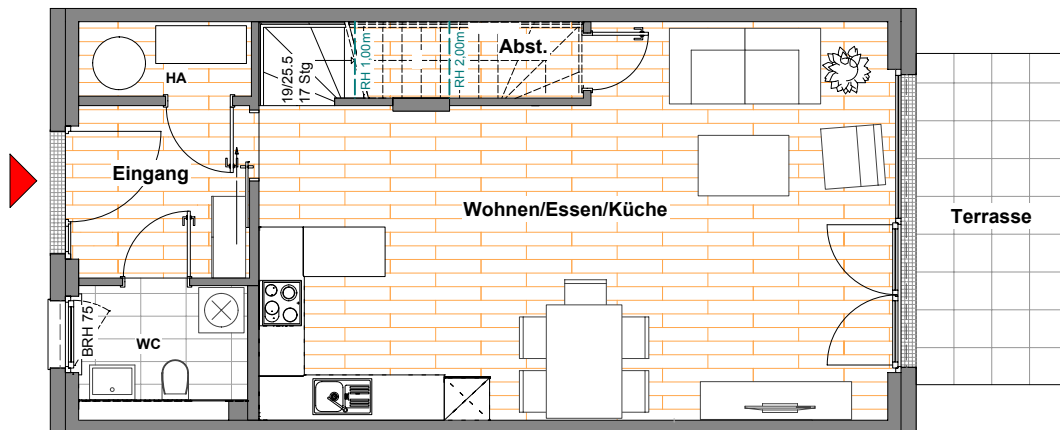 HA
19/25.5
17 Stg
RH 1,00m
RH 2,00m
Abst.
Eingang
Wohnen/Essen/Küche
Terrasse
BRH 75
WC